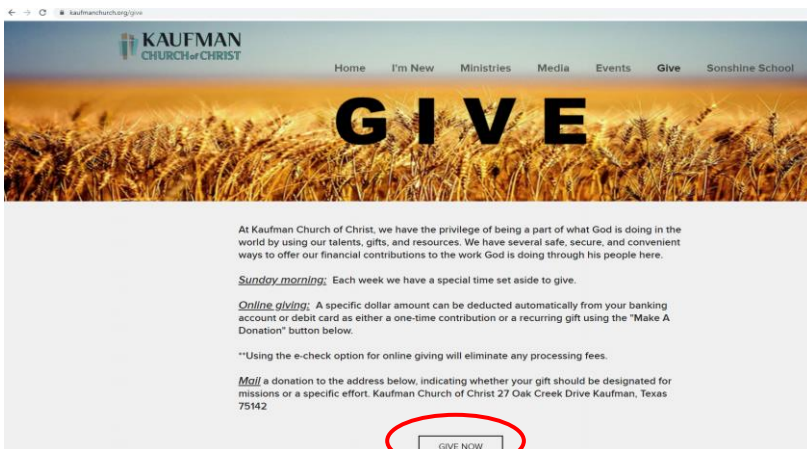 kaufmanchurch.org/give
KAUFMAN
CHURCH of CHRIST
Home I'm New Ministries Media Events Give Sonshine School
GIVE
At Kaufman Church of Christ, we have the privilege of being a part of what God is doing in the
world by using our talents, gifts, and resources. We have several safe, secure, and convenient
ways to offer our financial contributions to the work God is doing through his people here.
Sunday morning: Each week we have a special time set aside to give.
Online giving: A specific dollar amount can be deducted automatically from your banking
account or debit card as either a one-time contribution or a recurring gift using the "Make A
Donation" button below.
**Using the e-check option for online giving will eliminate any processing fees.
Mail a donation to the address below, indicating whether your gift should be designated for
missions or a specific effort. Kaufman Church of Christ 27 Oak Creek Drive Kaufman, Texas
75142
GIVE NOW